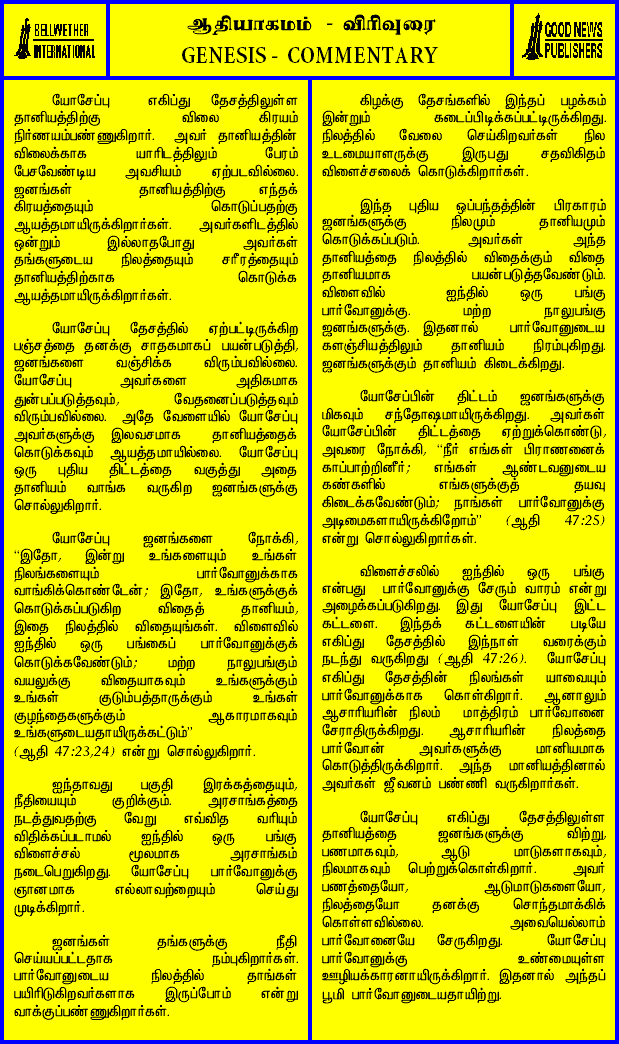 BELLWETHER
INTERNATIONAL
ஆதியாகமம் - விரிவுரை
GENESIS - COMMENTARY
GOOD NEWS
PUBLISHERS
யோசேப்பு எகிப்து தேசத்திலுள்ள
தானியத்திற்கு விலை கிரயம்
நிர்ணயம்பண்ணுகிறார். அவர் தானியத்தின்
விலைக்காக யாரிடத்திலும் பேரம்
பேசவேண்டிய அவசியம் ஏற்படவில்லை.
ஜனங்கள் தானியத்திற்கு எந்தக்
கிரயத்தையும் கொடுப்பதற்கு
ஆயத்தமாயிருக்கிறார்கள். அவர்களிடத்தில்
ஒன்றும் இல்லாதபோது அவர்கள்
தங்களுடைய நிலத்தையும் சரீரத்தையும்
தானியத்திற்காக கொடுக்க
ஆயத்தமாயிருக்கிறார்கள்.
யோசேப்பு தேசத்தில் ஏற்பட்டிருக்கிற
பஞ்சத்தை தனக்கு சாதகமாகப் பயன்படுத்தி,
ஜனங்களை வஞ்சிக்க விரும்பவில்லை.
யோசேப்பு அவர்களை அதிகமாக
துன்பப்படுத்தவும், வேதனைப்படுத்தவும்
விரும்பவில்லை. அதே வேளையில் யோசேப்பு
அவர்களுக்கு இலவசமாக தானியத்தைக்
கொடுக்கவும் ஆயத்தமாயில்லை. யோசேப்பு
ஒரு புதிய திட்டத்தை வகுத்து அதை
தானியம் வாங்க வருகிற ஜனங்களுக்கு
சொல்லுகிறார்.
யோசேப்பு ஜனங்களை நோக்கி,
“இதோ, இன்று உங்களையும் உங்கள்
நிலங்களையும் பார்வோனுக்காக
வாங்கிக்கொண்டேன்; இதோ, உங்களுக்குக்
கொடுக்கப்படுகிற விதைத் தானியம்,
இதை நிலத்தில் விதையுங்கள். விளைவில்
ஐந்தில் ஒரு பங்கைப் பார்வோனுக்குக்
கொடுக்கவேண்டும்; மற்ற நாலுபங்கும்
வயலுக்கு விதையாகவும் உங்களுக்கும்
உங்கள் குடும்பத்தாருக்கும் உங்கள்
குழந்தைகளுக்கும் ஆகாரமாகவும்
உங்களுடையதாயிருக்கட்டும்”
(ஆதி 47:23,24) என்று சொல்லுகிறார்.
ஐந்தாவது பகுதி இரக்கத்தையும்,
நீதியையும் குறிக்கும். அரசாங்கத்தை
நடத்துவதற்கு வேறு எவ்வித வரியும்
விதிக்கப்படாமல் ஐந்தில் ஒரு பங்கு
விளைச்சல் மூலமாக அரசாங்கம்
நடைபெறுகிறது. யோசேப்பு பார்வோனுக்கு
ஞானமாக எல்லாவற்றையும் செய்து
முடிக்கிறார்.
ஜனங்கள் தங்களுக்கு நீதி
செய்யப்பட்டதாக நம்புகிறார்கள்.
பார்வோனுடைய நிலத்தில் தாங்கள்
பயிரிடுகிறவர்களாக இருப்போம் என்று
வாக்குப்பண்ணுகிறார்கள்.
கிழக்கு தேசங்களில் இந்தப் பழக்கம்
இன்றும் கடைப்பிடிக்கப்பட்டிருக்கிறது.
நிலத்தில் வேலை செய்கிறவர்கள் நில
உடமையாளருக்கு இருபது சதவிகிதம்
விளைச்சலைக் கொடுக்கிறார்கள்.
இந்த புதிய ஒப்பந்தத்தின் பிரகாரம்
ஜனங்களுக்கு நிலமும் தானியமும்
கொடுக்கப்படும். அவர்கள் அந்த
தானியத்தை நிலத்தில் விதைக்கும் விதை
தானியமாக பயன்படுத்தவேண்டும்.
விளைவில் ஐந்தில் ஒரு பங்கு
பார்வோனுக்கு. மற்ற நாலுபங்கு
ஜனங்களுக்கு. இதனால் பார்வோனுடைய
களஞ்சியத்திலும் தானியம் நிரம்புகிறது.
ஜனங்களுக்கும் தானியம் கிடைக்கிறது.
யோசேப்பின் திட்டம் ஜனங்களுக்கு
மிகவும் சந்தோஷமாயிருக்கிறது. அவர்கள்
யோசேப்பின் திட்டத்தை ஏற்றுக்கொண்டு,
அவரை நோக்கி, “நீர் எங்கள் பிராணனைக்
காப்பாற்றினீர்; எங்கள் ஆண்டவனுடைய
கண்களில் எங்களுக்குத் தயவு
கிடைக்கவேண்டும்; நாங்கள் பார்வோனுக்கு
அடிமைகளாயிருக்கிறோம்” (ஆதி 47:25)
என்று சொல்லுகிறார்கள்.
விளைச்சலில் ஐந்தில் ஒரு பங்கு
என்பது பார்வோனுக்கு சேரும் வாரம் என்று
அழைக்கப்படுகிறது. இது யோசேப்பு இட்ட
கட்டளை. இந்தக் கட்டளையின் படியே
எகிப்து தேசத்தில் இந்நாள் வரைக்கும்
நடந்து வருகிறது (ஆதி 47:26). யோசேப்பு
எகிப்து தேசத்தின் நிலங்கள் யாவையும்
பார்வோனுக்காக கொள்கிறார். ஆனாலும்
ஆசாரியரின் நிலம் மாத்திரம் பார்வோனை
சேராதிருக்கிறது. ஆசாரியரின் நிலத்தை
பார்வோன் அவர்களுக்கு மானியமாக
கொடுத்திருக்கிறார். அந்த மானியத்தினால்
அவர்கள் ஜீவனம் பண்ணி வருகிறார்கள்.
யோசேப்பு எகிப்து தேசத்திலுள்ள
தானியத்தை ஜனங்களுக்கு விற்று,
பணமாகவும், ஆடு மாடுகளாகவும்,
நிலமாகவும் பெற்றுக்கொள்கிறார். அவர்
பணத்தையோ, ஆடுமாடுகளையோ,
நிலத்தையோ தனக்கு சொந்தமாக்கிக்
கொள்ளவில்லை. அவையெல்லாம்
பார்வோனையே சேருகிறது. யோசேப்பு
பார்வோனுக்கு உண்மையுள்ள
ஊழியக்காரனாயிருக்கிறார். இதனால் அந்தப்
பூமி பார்வோனுடையதாயிற்று.